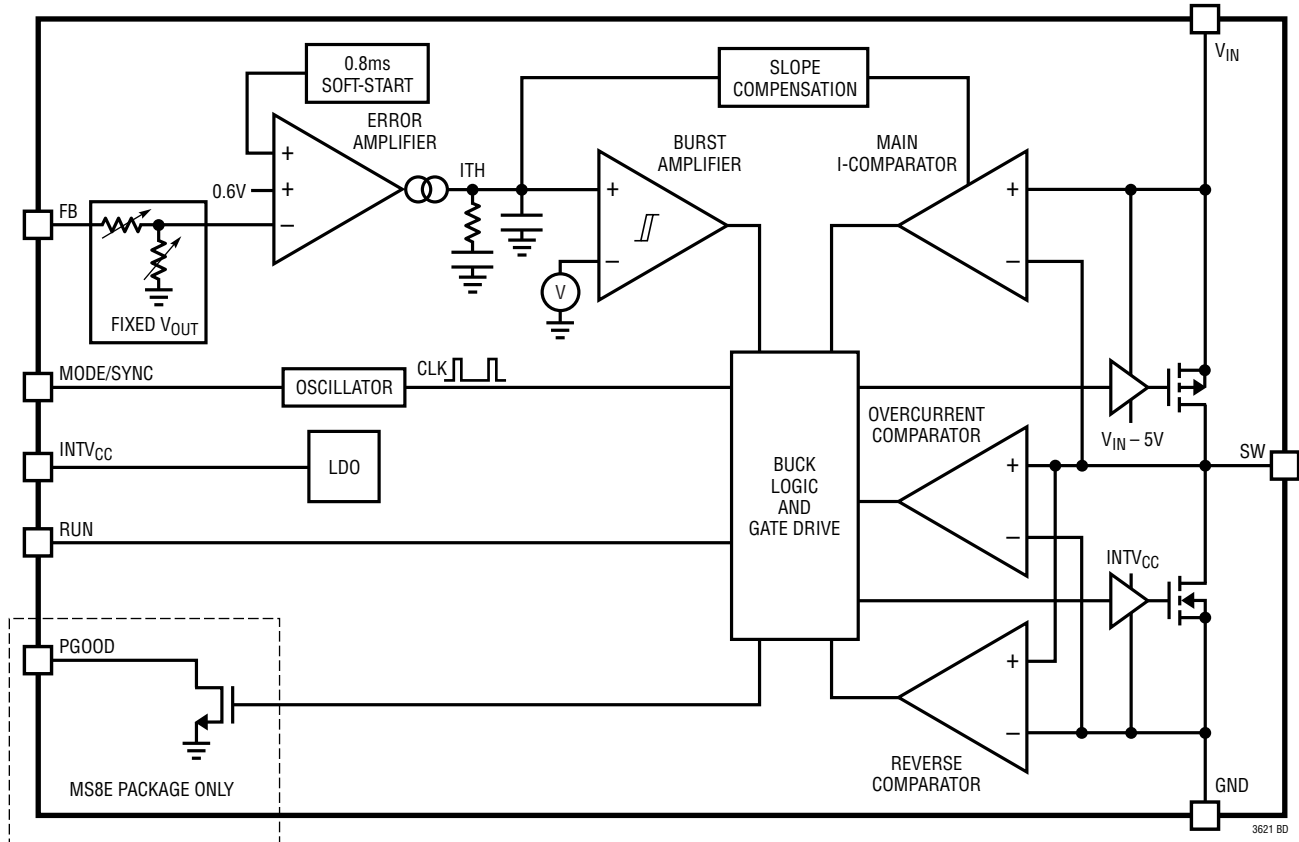 V_IN
0.8ms
SOFT-START
SLOPE
COMPENSATION
ERROR
AMPLIFIER
BURST
AMPLIFIER
MAIN
I-COMPARATOR
ITH
+
+
–
0.6V
+
–
+
–
FB
V
FIXED V_OUT
MODE/SYNC
OSCILLATOR
CLK
OVERCURRENT
COMPARATOR
V_IN – 5V
INTV_CC
LDO
BUCK
LOGIC
AND
GATE DRIVE
+
–
SW
RUN
INTV_CC
PGOOD
+
–
REVERSE
COMPARATOR
MS8E PACKAGE ONLY
GND
3621 BD